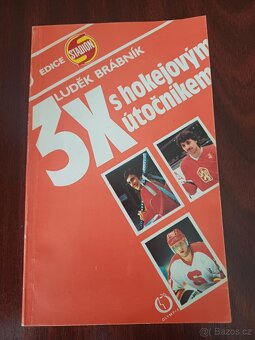 EDICE STADION
LUDĚK BRÁBNÍK
3X s hokejovým
útočníkem
OLYMPIA
© Bazos.cz